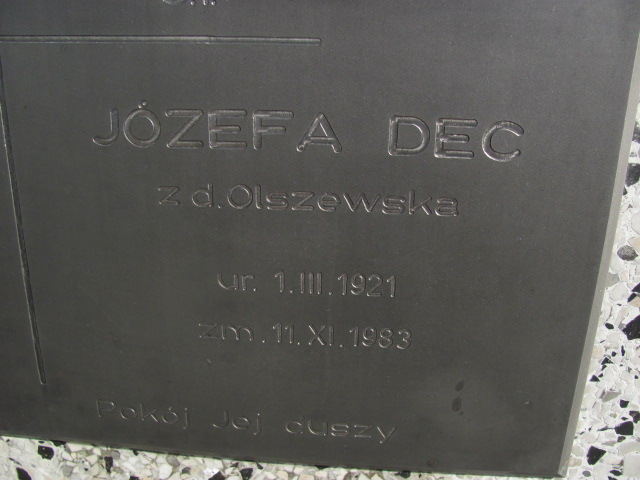 JÓZEFA DEC
z d. Olszewska
ur. 1.III.1921
zm. 11.XI.1983
Pokój Jej duszy